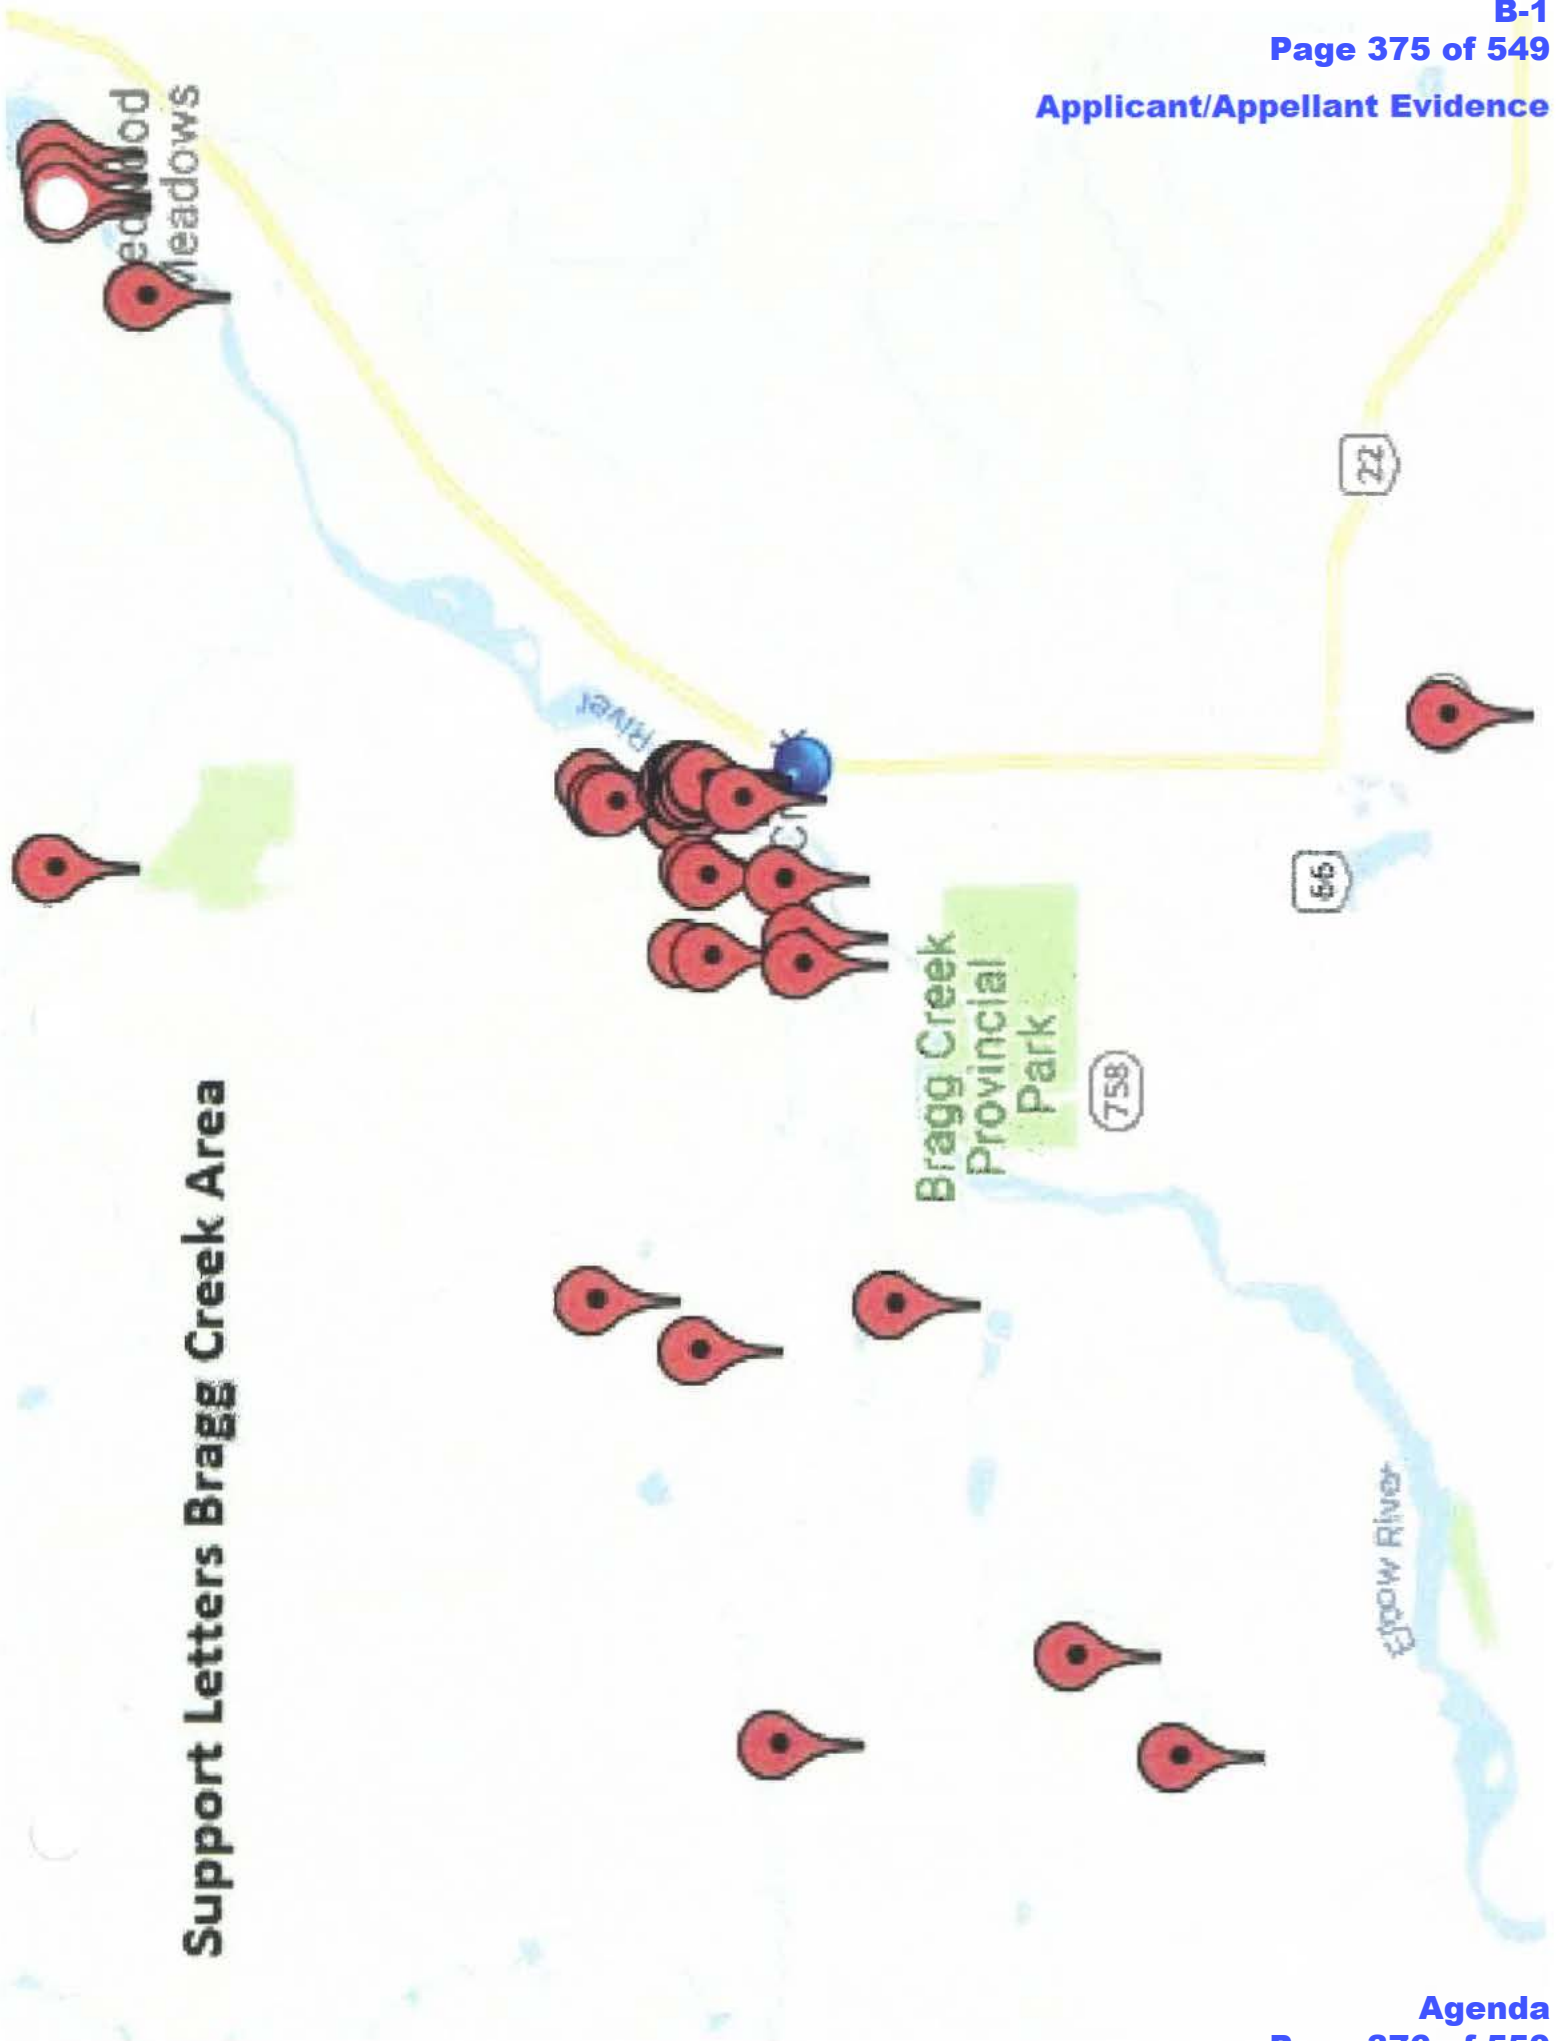 B-1
Page 375 of 549
Applicant/Appellant Evidence
Meadows
River
22
66
Bragg Creek
Provincial
Park
758
Support Letters Bragg Creek Area
Elbow River
Agenda